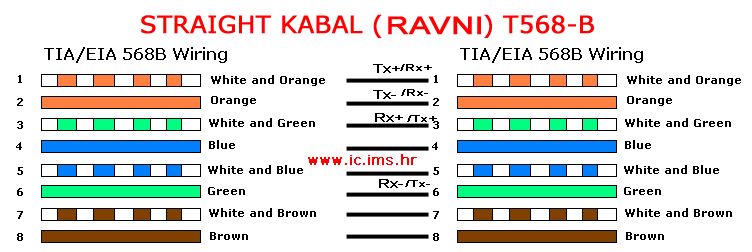 STRAIGHT KABAL (RAVNI) T568-B
TIA/EIA 568B Wiring TIA/EIA 568B Wiring
1 White and Orange Tx+/Rx+ 1 White and Orange
2 Orange Tx- /Rx- 2 Orange
3 White and Green Rx+ /Tx+ 3 White and Green
4 Blue 4 Blue
www.ic.ims.hr
5 White and Blue 5 White and Blue
6 Green Rx-/Tx- 6 Green
7 White and Brown 7 White and Brown
8 Brown 8 Brown